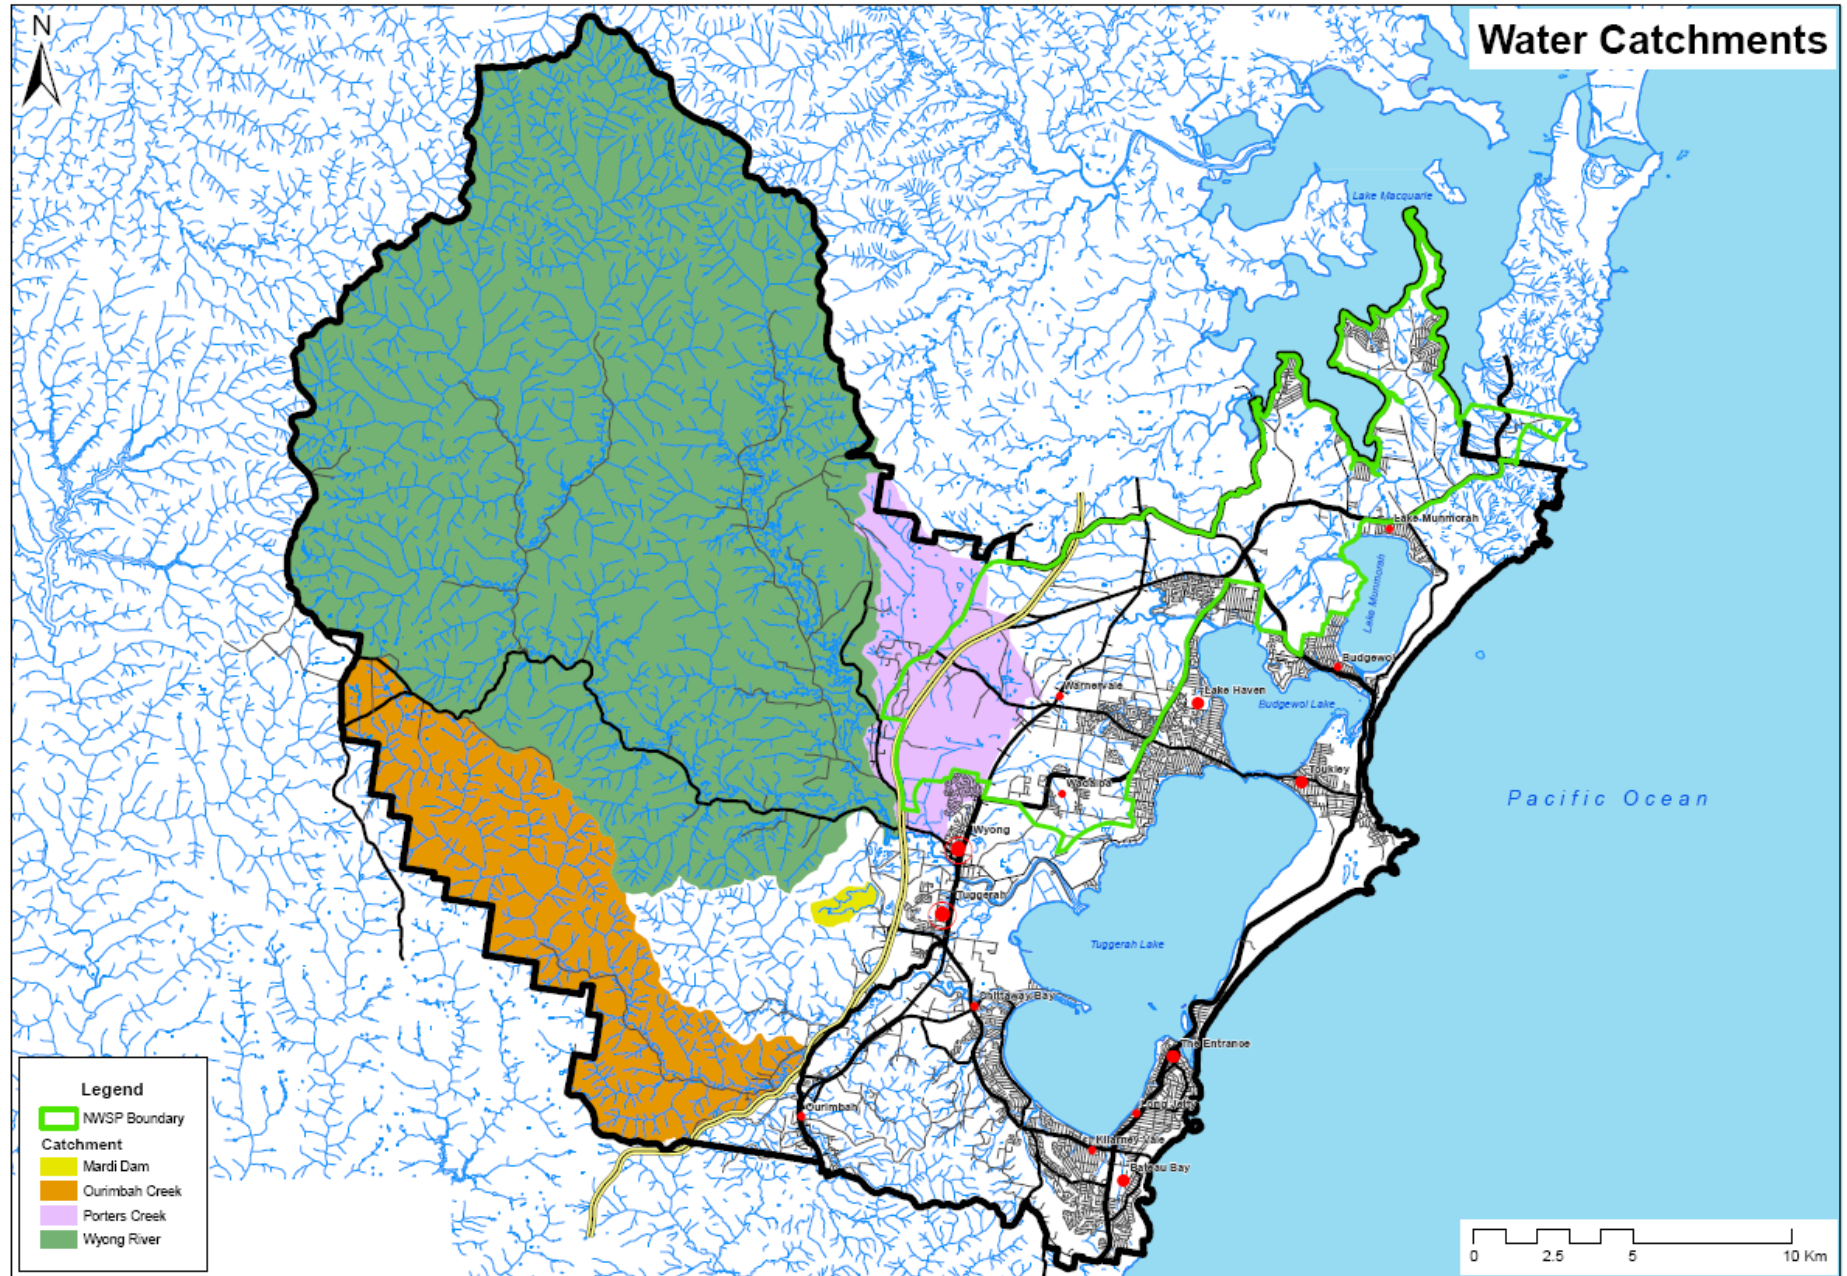 N
Water Catchments
Lake Macquarie
Lake Munmorah
Lake Munmorah
Budgewoi
Warnervale
Lake Haven
Budgewoi Lake
Toukley
Wadalba
Pacific Ocean
Wyong
Tuggerah
Tuggerah Lake
Chittaway Bay
The Entrance
Long Jetty
Ourimbah
Killarney Vale
Bateau Bay
Legend
NWSP Boundary
Catchment
Mardi Dam
Ourimbah Creek
Porters Creek
Wyong River
0 2.5 5 10 Km